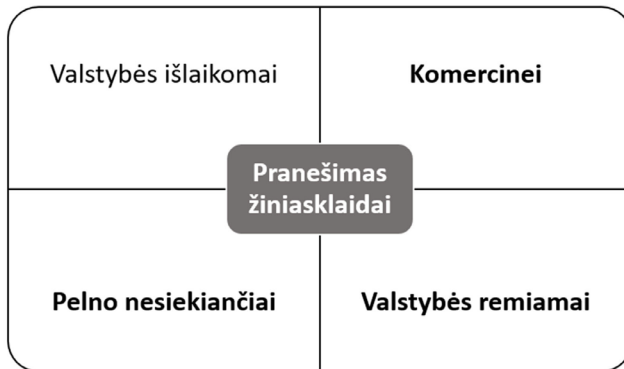 Valstybės išlaikomai
Komercinei
Pranešimas
žiniasklaidai
Pelno nesiekiančiai
Valstybės remiamai